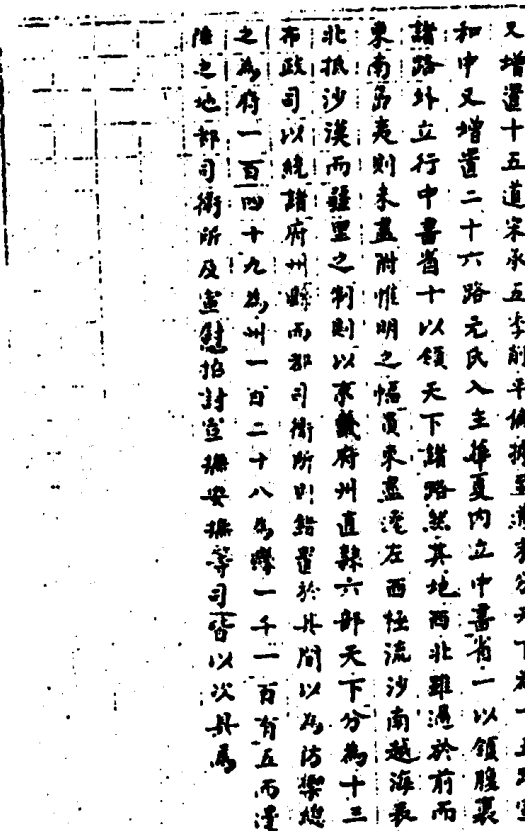 又增置十五道宋承五季削平僭據至
和中又增置二十六路元氏入主華夏內立中書省一以領腹裏
諸路外立行中書省十以領天下諸路然其地西北雖過於前而
東南島夷則未盡附惟明之幅員東盡遼左西極流沙南越海表
北抵沙漠而疆里之制則以京畿府州直隸六部天下分為十三
布政司以統諸府州縣而都司衛所則錯置於其間以為防禦總
之為府一百四十九為州一百二十八為縣一千一百有五而邊
陲之地都司衛所及宣慰招討宣撫安撫等司皆以次具焉